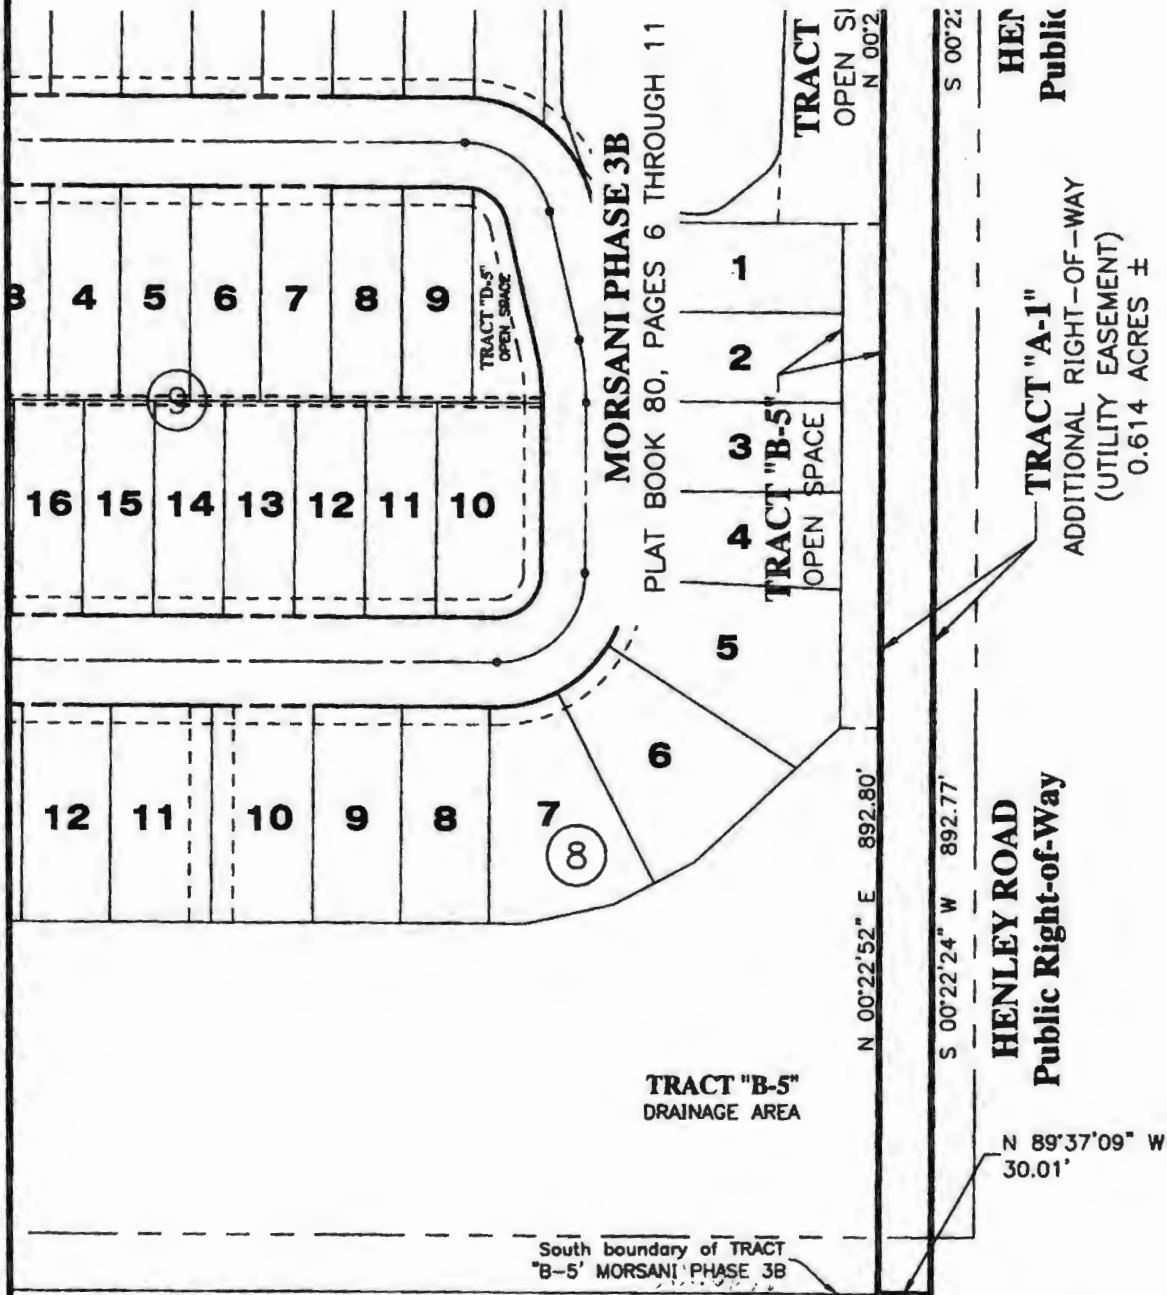 TRACT
OPEN S
N 00°2
S 00°22
HEN
Public
MORSANI PHASE 3B
PLAT BOOK 80, PAGES 6 THROUGH 11
3
4
5
6
7
8
9
TRACT "D-5"
OPEN SPACE
9
16
15
14
13
12
11
10
1
2
3
4
5
6
7
8
TRACT "B-5"
OPEN SPACE
TRACT "A-1"
ADDITIONAL RIGHT-OF-WAY
(UTILITY EASEMENT)
0.614 ACRES ±
12
11
10
9
8
N 00°22'52" E 892.80'
S 00°22'24" W 892.77'
HENLEY ROAD
Public Right-of-Way
TRACT "B-5"
DRAINAGE AREA
N 89°37'09" W
30.01'
South boundary of TRACT
"B-5' MORSANI PHASE 3B